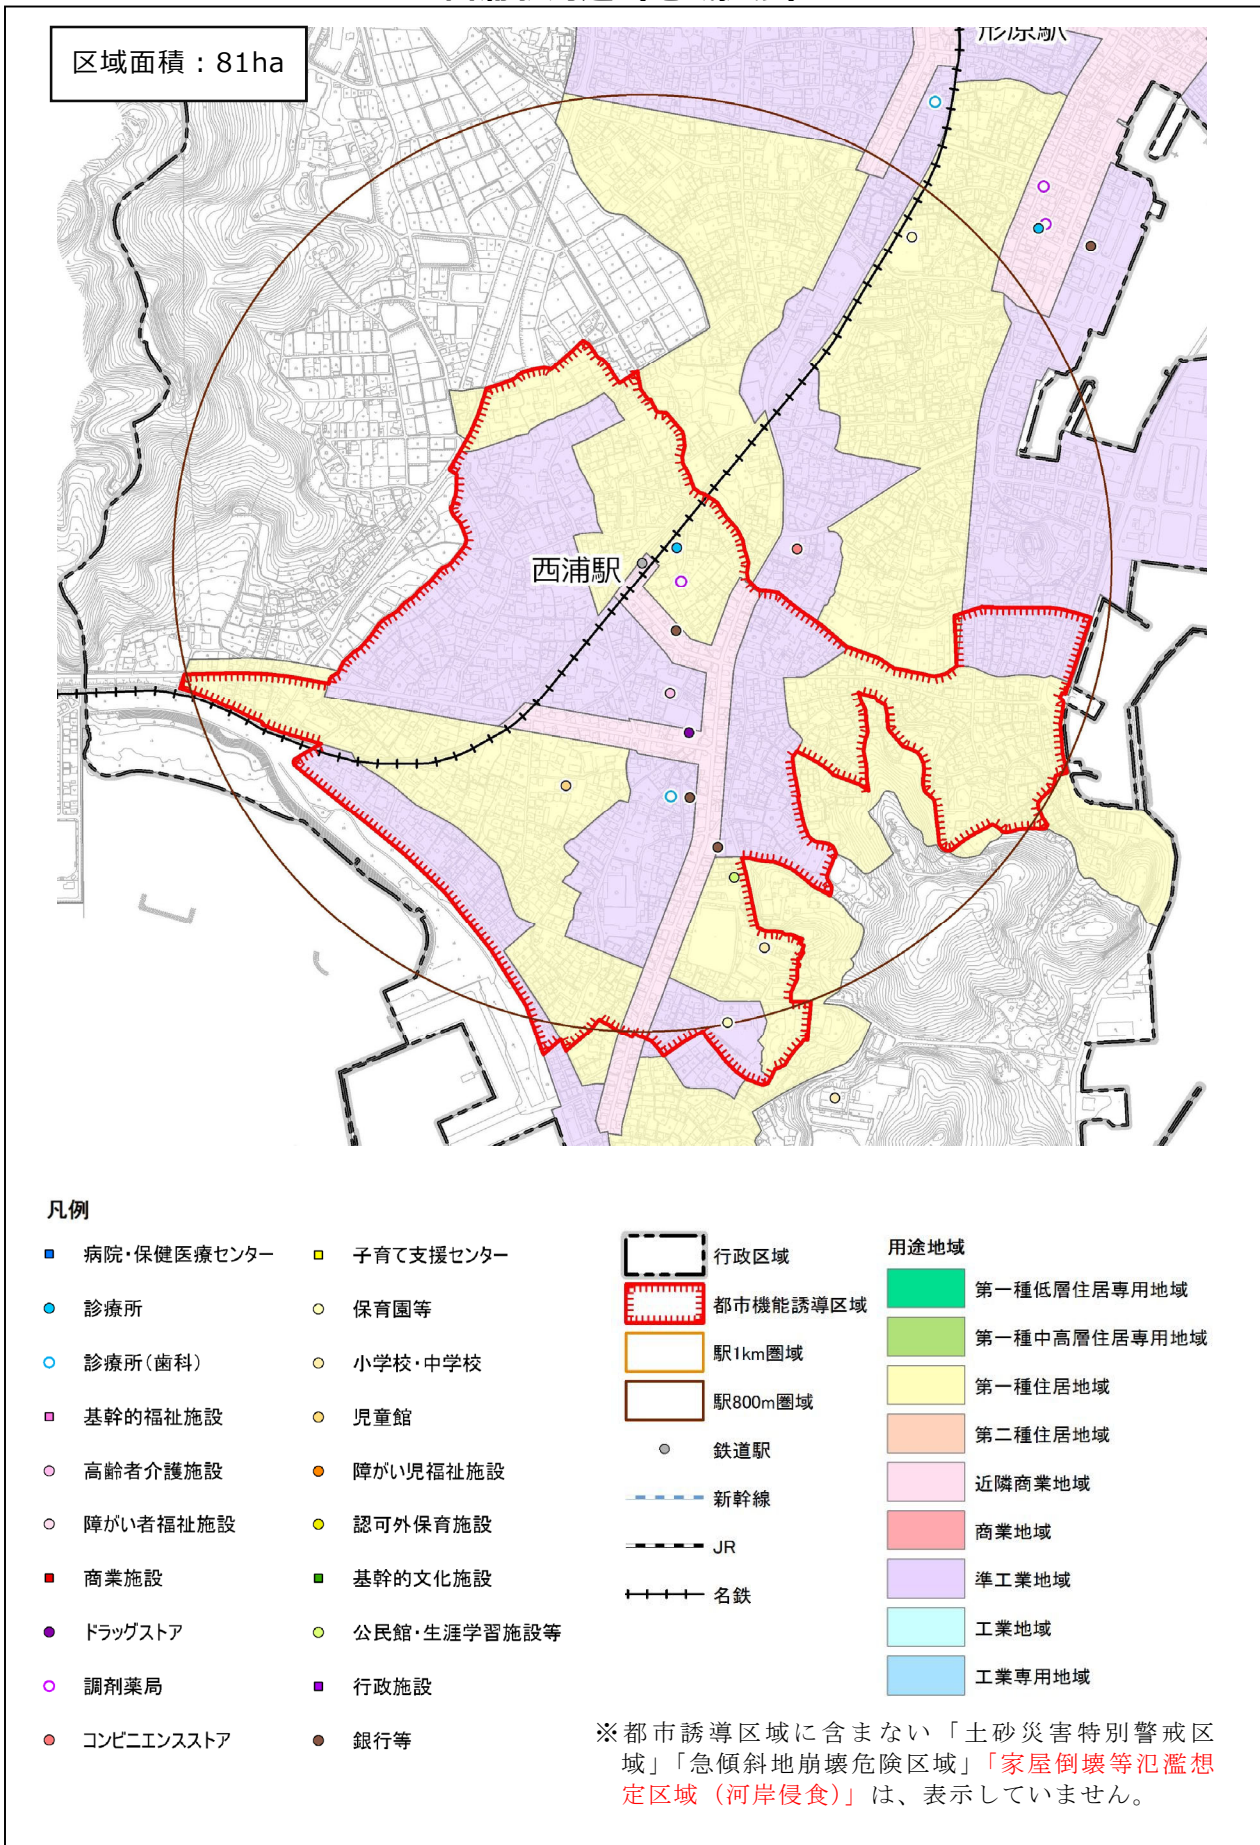 区域面積：81ha
形原駅
西浦駅
凡例
病院・保健医療センター
診療所
診療所（歯科）
基幹的福祉施設
高齢者介護施設
障がい者福祉施設
商業施設
ドラッグストア
調剤薬局
コンビニエンスストア
子育て支援センター
保育園等
小学校・中学校
児童館
障がい児福祉施設
認可外保育施設
基幹的文化施設
公民館・生涯学習施設等
行政施設
銀行等
行政区域
都市機能誘導区域
駅1km圏域
駅800m圏域
鉄道駅
新幹線
JR
名鉄
用途地域
第一種低層住居専用地域
第一種中高層住居専用地域
第一種住居地域
第二種住居地域
近隣商業地域
商業地域
準工業地域
工業地域
工業専用地域
※都市誘導区域に含まない「土砂災害特別警戒区
域」「急傾斜地崩壊危険区域」「家屋倒壊等氾濫想
定区域（河岸侵食）」は、表示していません。